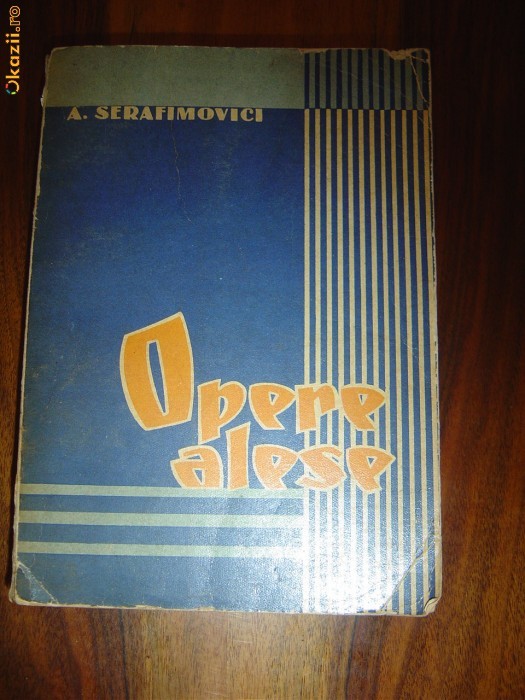 Okazii.ro
A. SERAFIMOVICI
Opere
alese